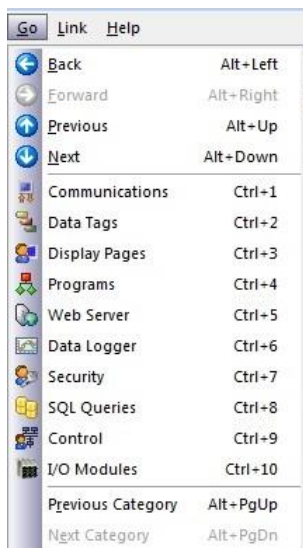 Go Link Help
Back Alt+Left
Forward Alt+Right
Previous Alt+Up
Next Alt+Down
Communications Ctrl+1
Data Tags Ctrl+2
Display Pages Ctrl+3
Programs Ctrl+4
Web Server Ctrl+5
Data Logger Ctrl+6
Security Ctrl+7
SQL Queries Ctrl+8
Control Ctrl+9
I/O Modules Ctrl+10
Previous Category Alt+PgUp
Next Category Alt+PgDn